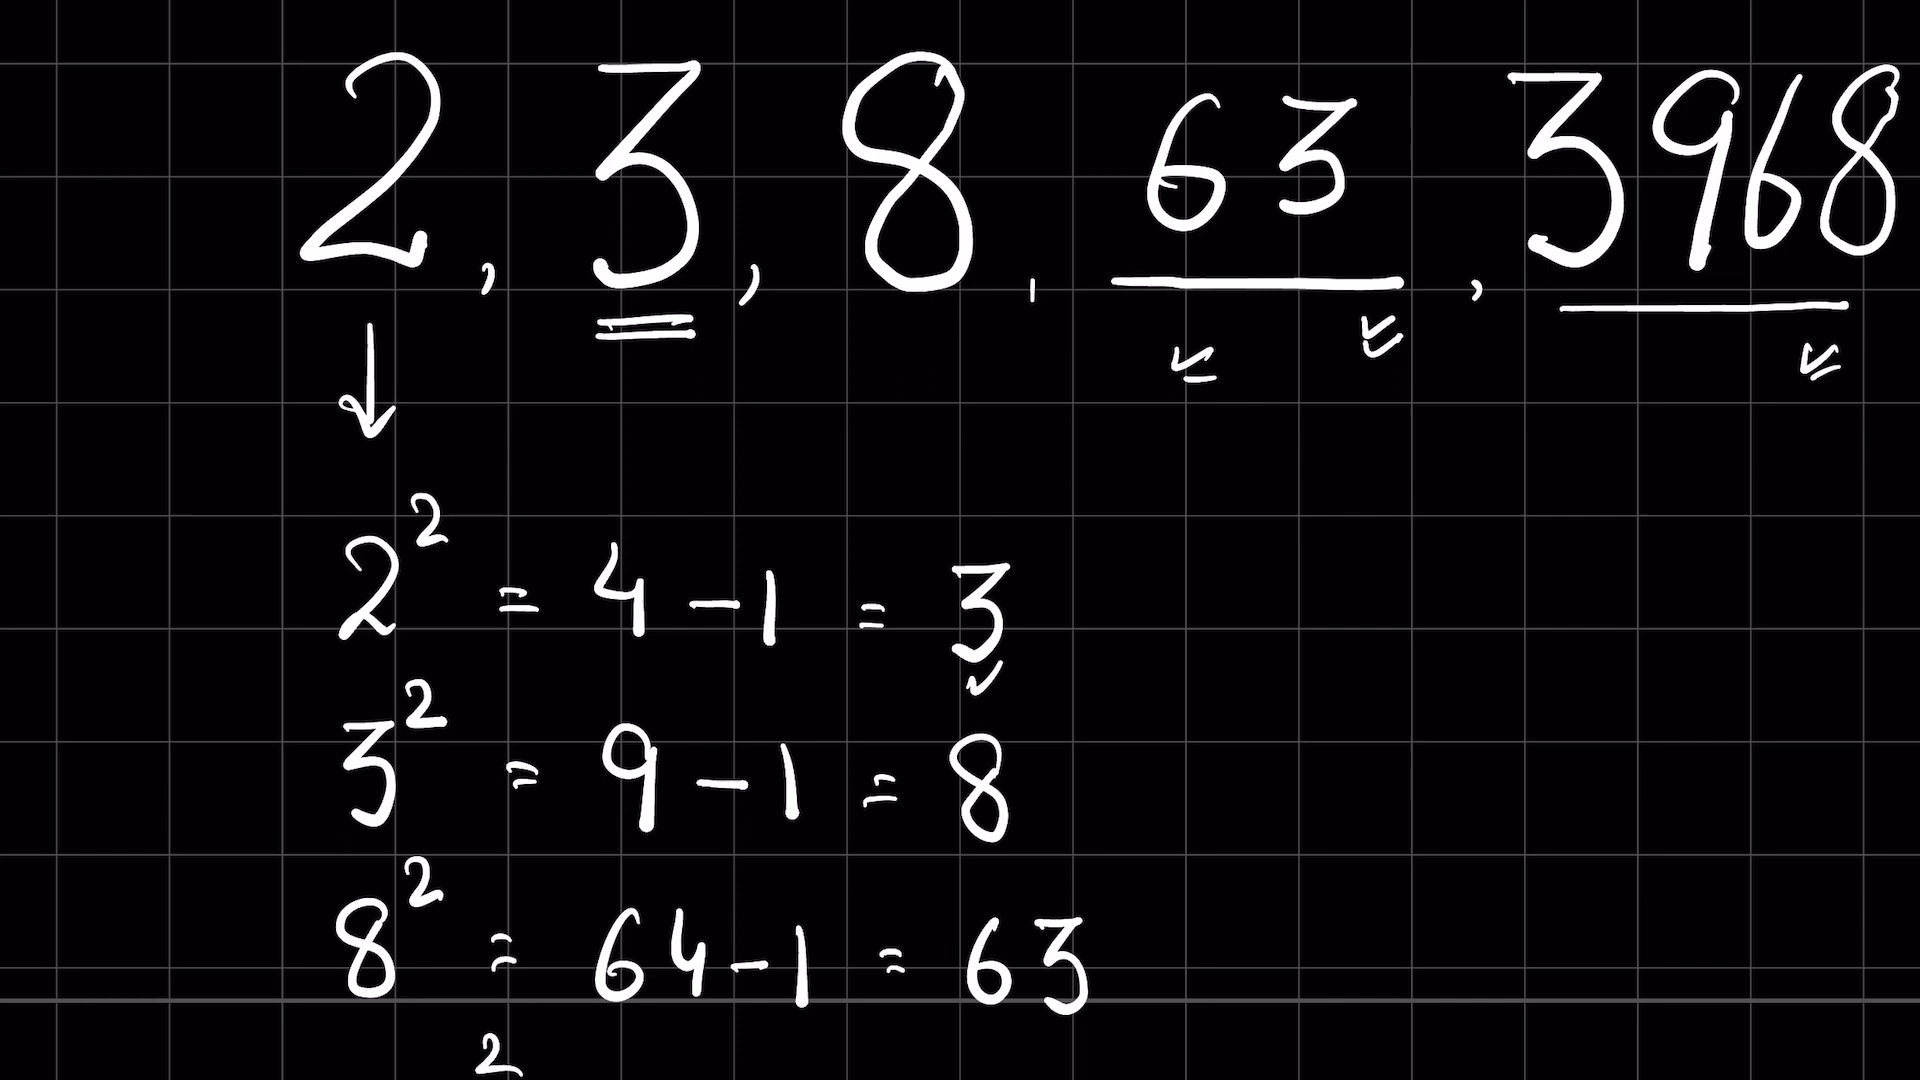 2, 3, 8, 63, 3968
2² = 4 - 1 = 3
3² = 9 - 1 = 8
8² = 64 - 1 = 63
2